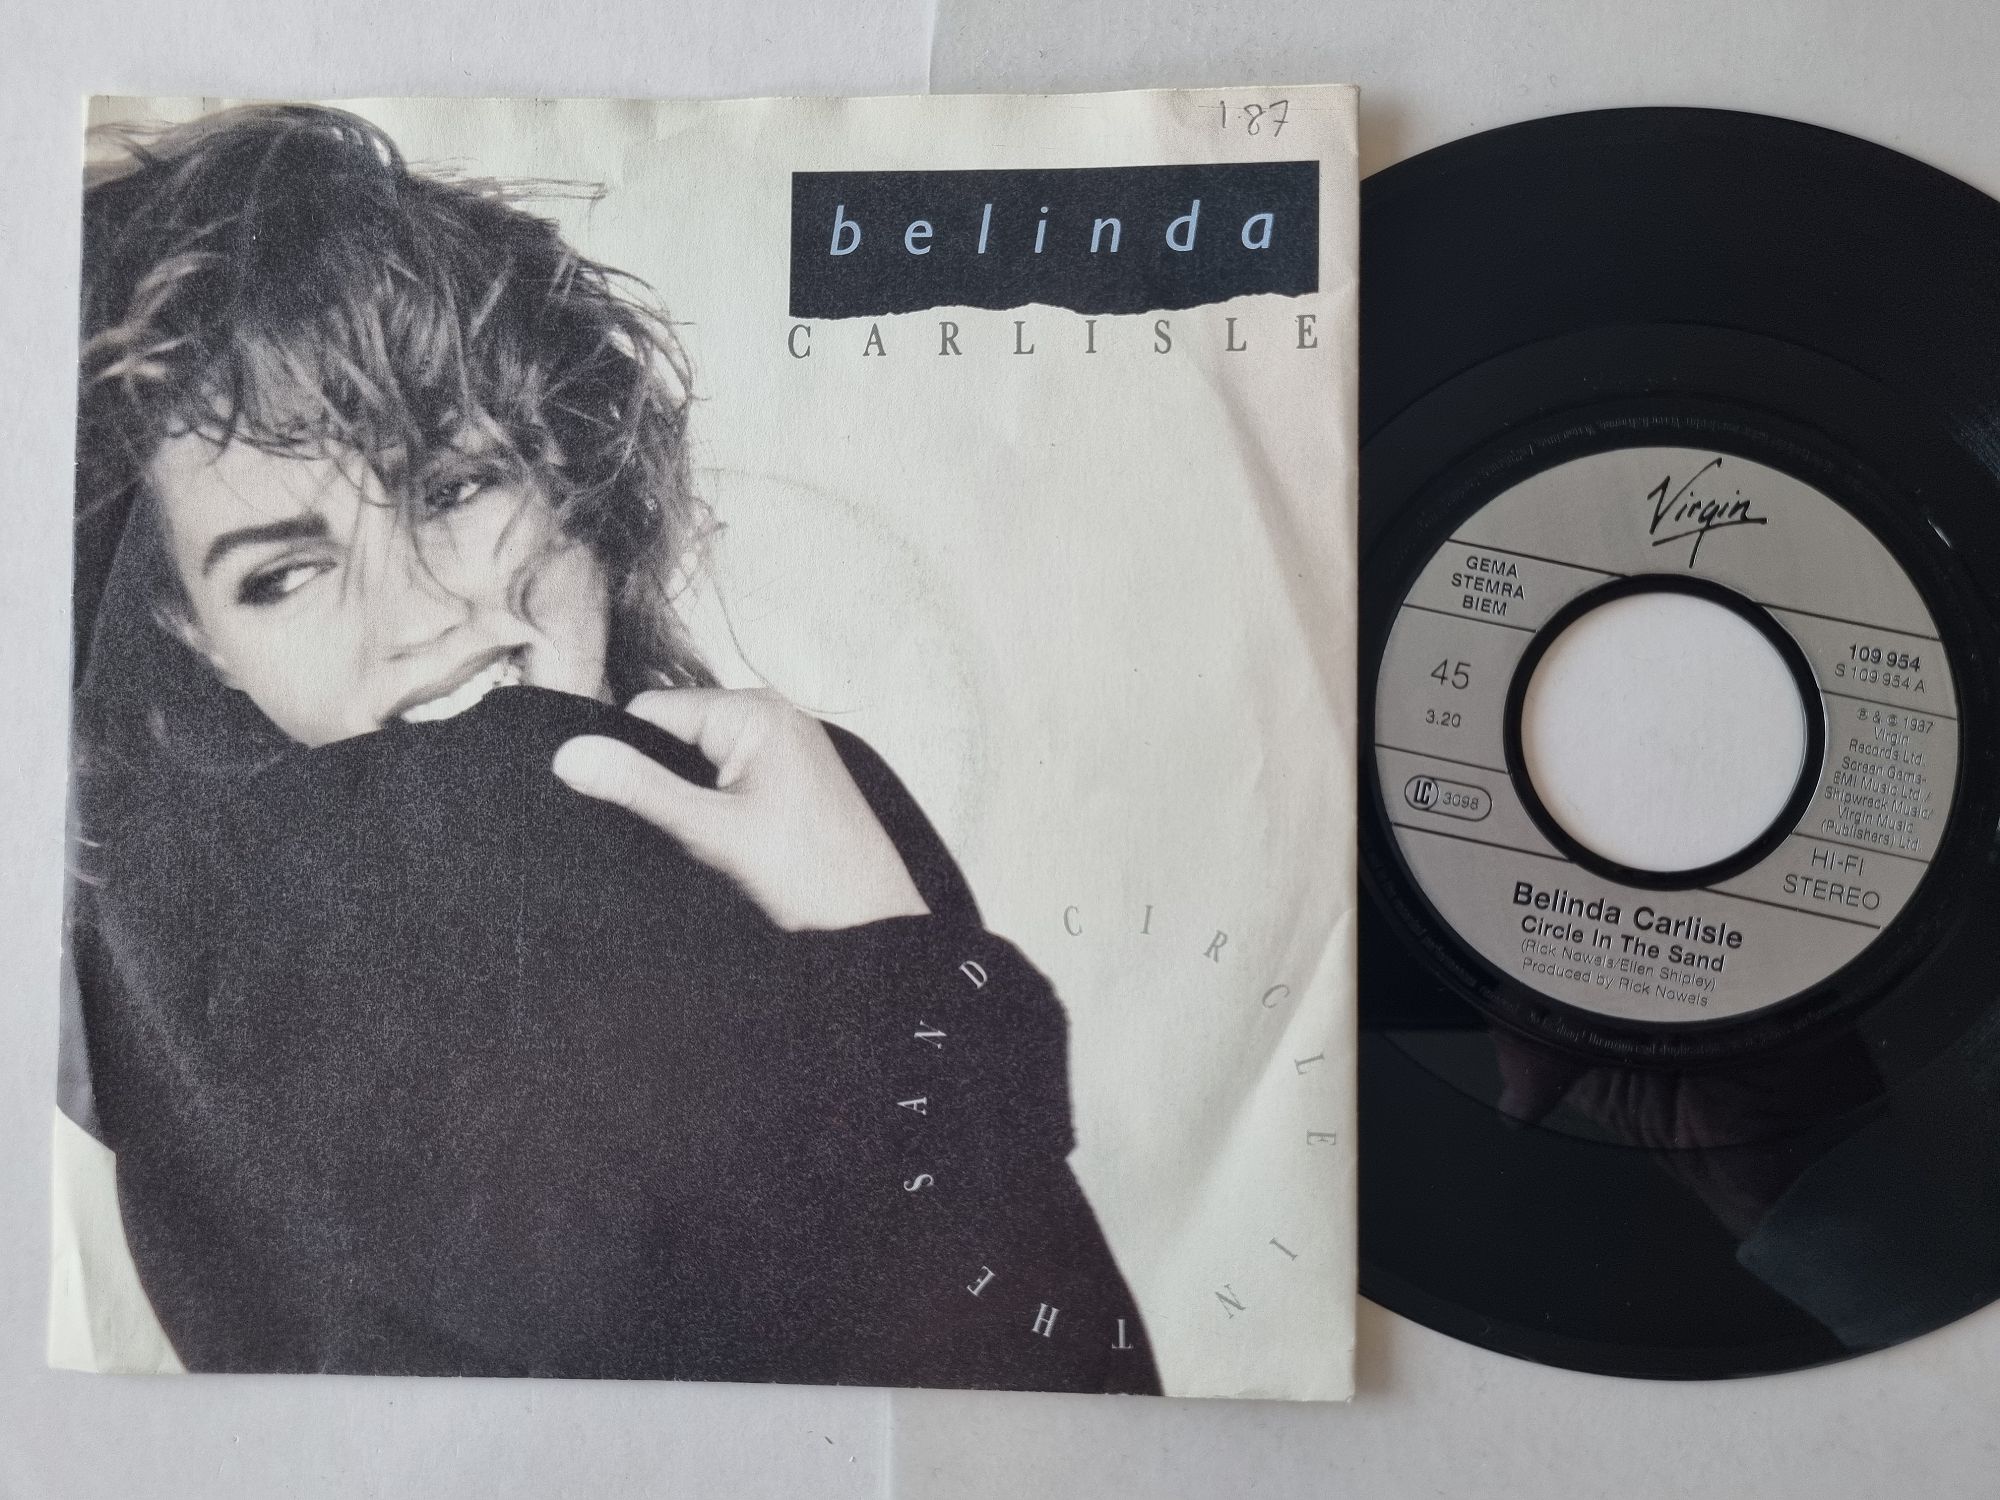 1.87
belinda
CARLISLE
CIRCLE IN THE SAND
Virgin
GEMA
STEMRA
BIEM
45
3.20
LC 3098
109 954
S 109 954 A
℗ & © 1987
Virgin
Records Ltd.
Screen Gems-
EMI Music Ltd./
Shipwreck Music/
Virgin Music
(Publishers) Ltd.
HI-FI
STEREO
Belinda Carlisle
Circle In The Sand
(Rick Nowels/Ellen Shipley)
Produced by Rick Nowels